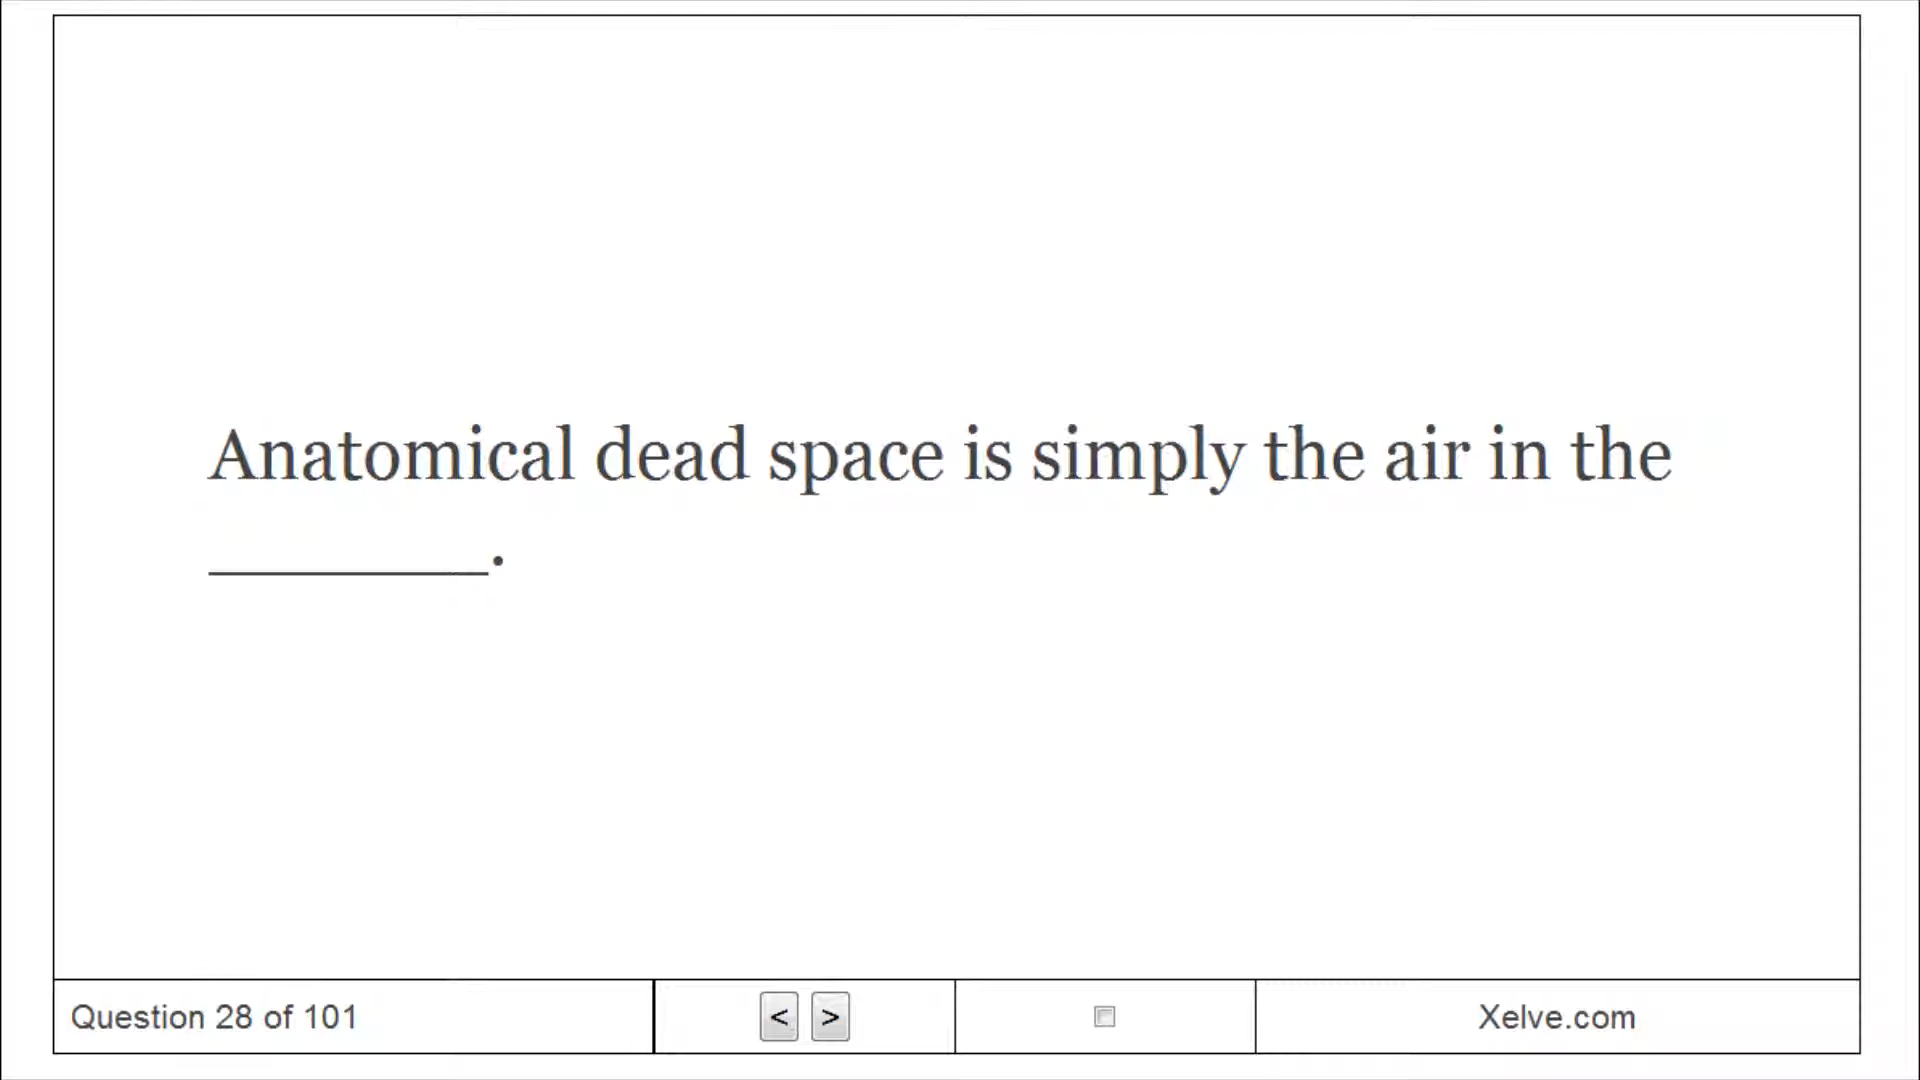 Anatomical dead space is simply the air in the
________.
Question 28 of 101
< >
Xelve.com